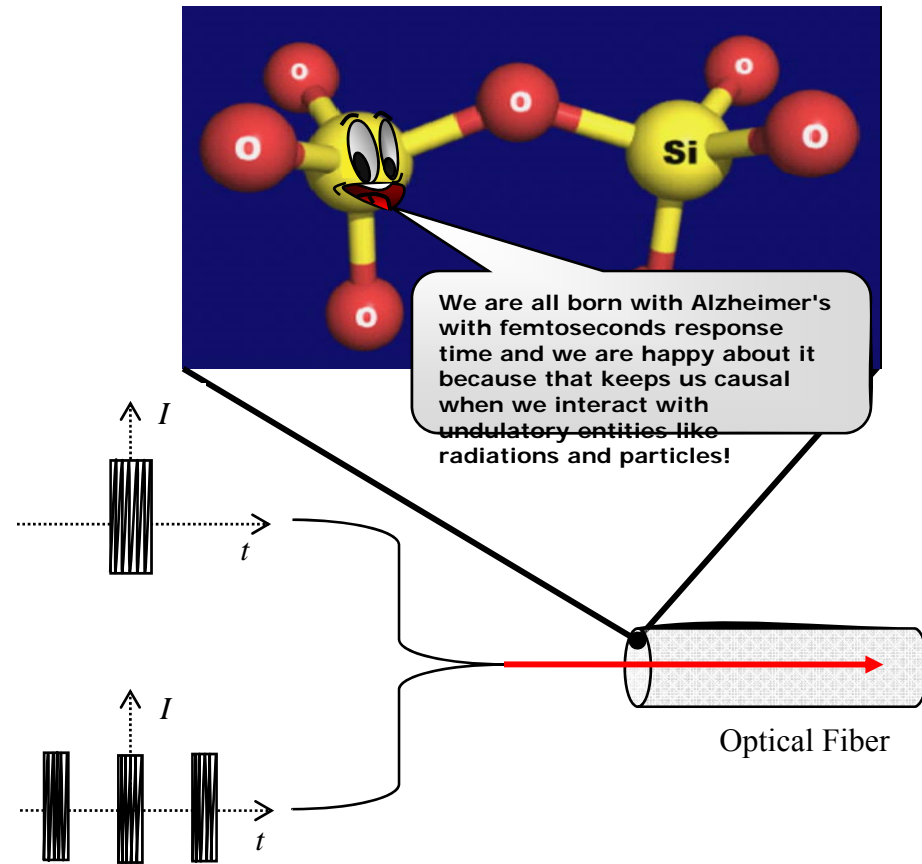 O
O
O
O
O
Si
O
We are all born with Alzheimer's
with femtoseconds response
time and we are happy about it
because that keeps us causal
when we interact with
undulatory entities like
radiations and particles!
I
t
I
t
Optical Fiber